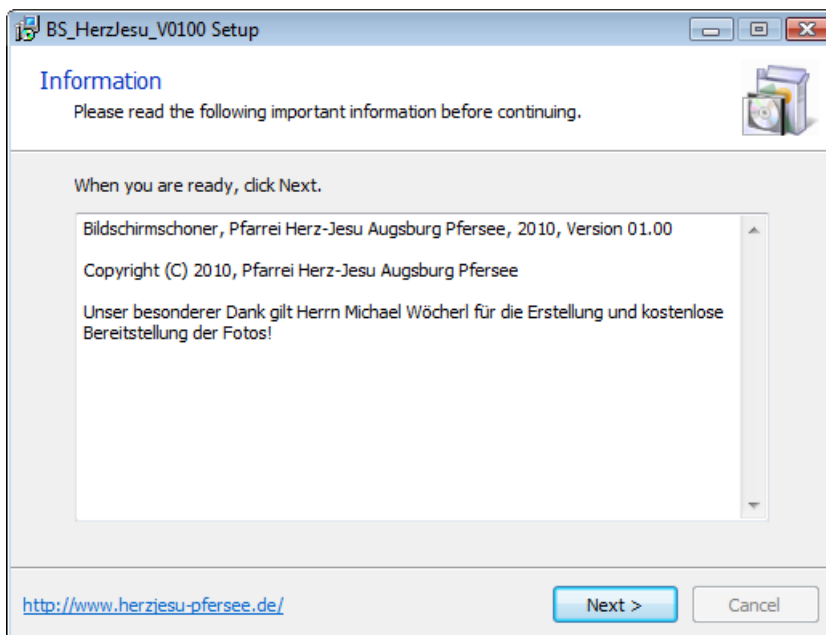 BS_HerzJesu_V0100 Setup
Information
Please read the following important information before continuing.
When you are ready, click Next.
Bildschirmschoner, Pfarrei Herz-Jesu Augsburg Pfersee, 2010, Version 01.00
Copyright (C) 2010, Pfarrei Herz-Jesu Augsburg Pfersee
Unser besonderer Dank gilt Herrn Michael Wöcherl für die Erstellung und kostenlose
Bereitstellung der Fotos!
http://www.herzjesu-pfersee.de/
Next >
Cancel